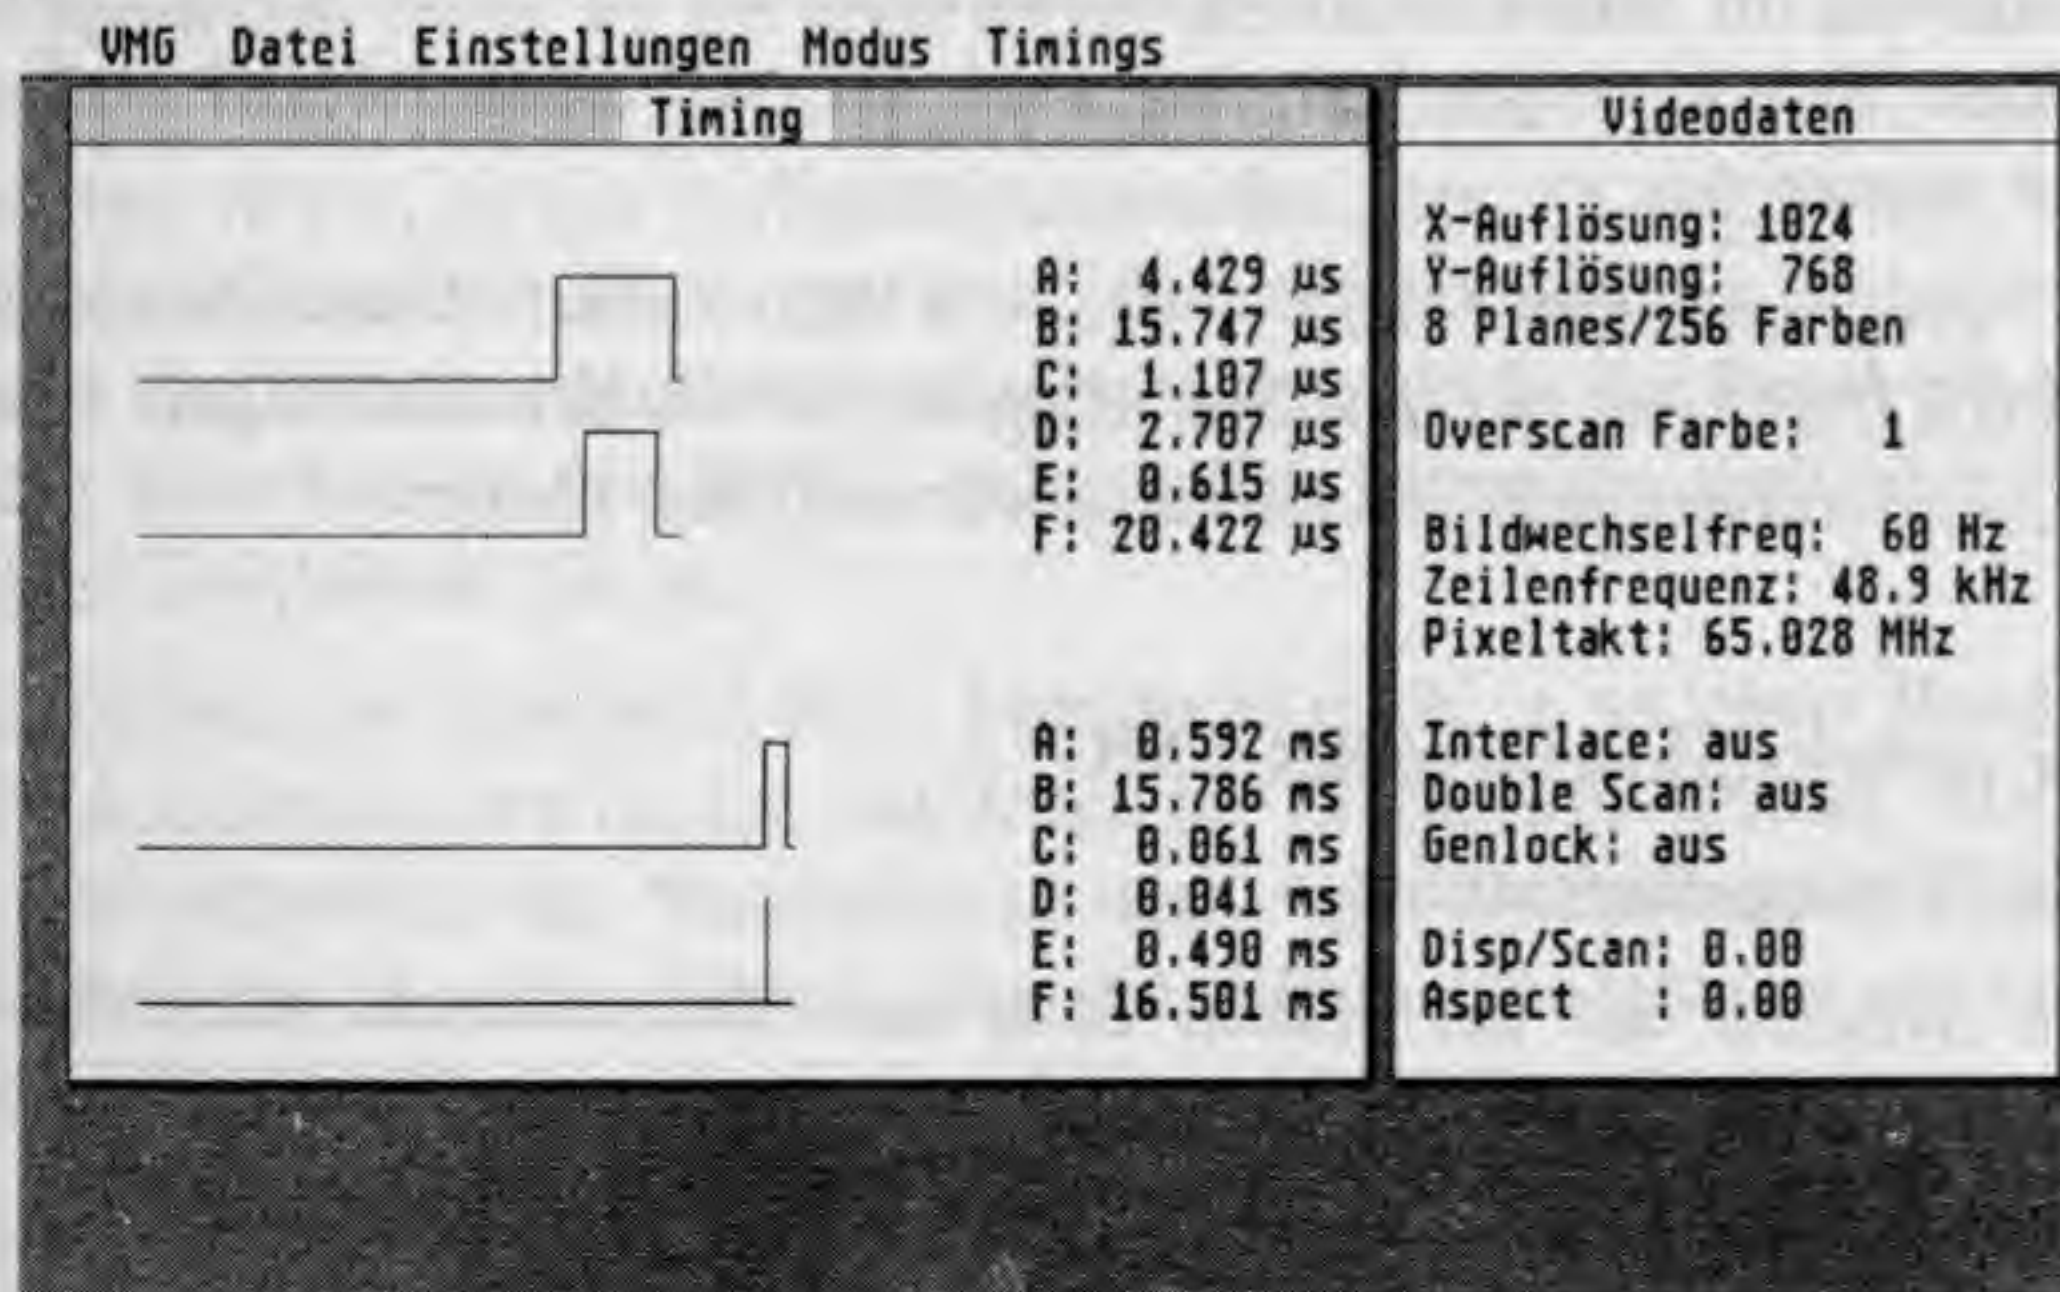 VMG Datei Einstellungen Modus Timings
Timing
A: 4.429 µs
B: 15.747 µs
C: 1.107 µs
D: 2.707 µs
E: 0.615 µs
F: 20.422 µs
A: 0.592 ms
B: 15.786 ms
C: 0.061 ms
D: 0.041 ms
E: 0.490 ms
F: 16.501 ms
Videodaten
X-Auflösung: 1024
Y-Auflösung: 768
8 Planes/256 Farben
Overscan Farbe: 1
Bildwechselfreq: 60 Hz
Zeilenfrequenz: 48.9 kHz
Pixeltakt: 65.028 MHz
Interlace: aus
Double Scan: aus
Genlock: aus
Disp/Scan: 0.00
Aspect : 0.00